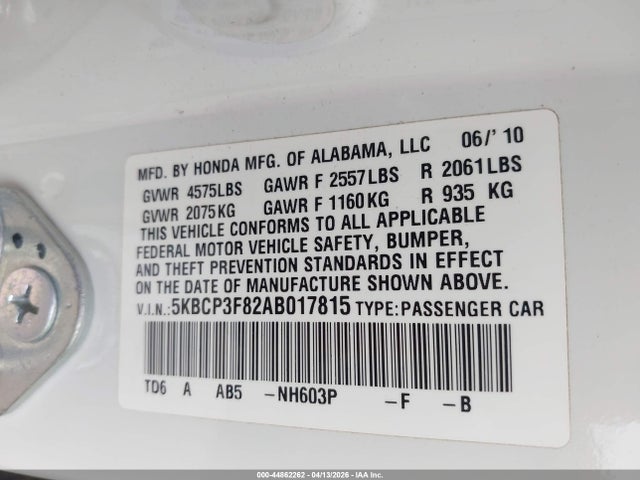 MFD. BY HONDA MFG. OF ALABAMA, LLC 06/'10
GVWR 4575LBS GAWR F 2557LBS R 2061LBS
GVWR 2075KG GAWR F 1160KG R 935 KG
THIS VEHICLE CONFORMS TO ALL APPLICABLE
FEDERAL MOTOR VEHICLE SAFETY, BUMPER,
AND THEFT PREVENTION STANDARDS IN EFFECT
ON THE DATE OF MANUFACTURE SHOWN ABOVE.
V.I.N.:5KBCP3F82AB017815 TYPE:PASSENGER CAR
TD6 A AB5 -NH603P -F -B
000-44862262 | 04/13/2026 - IAA Inc.